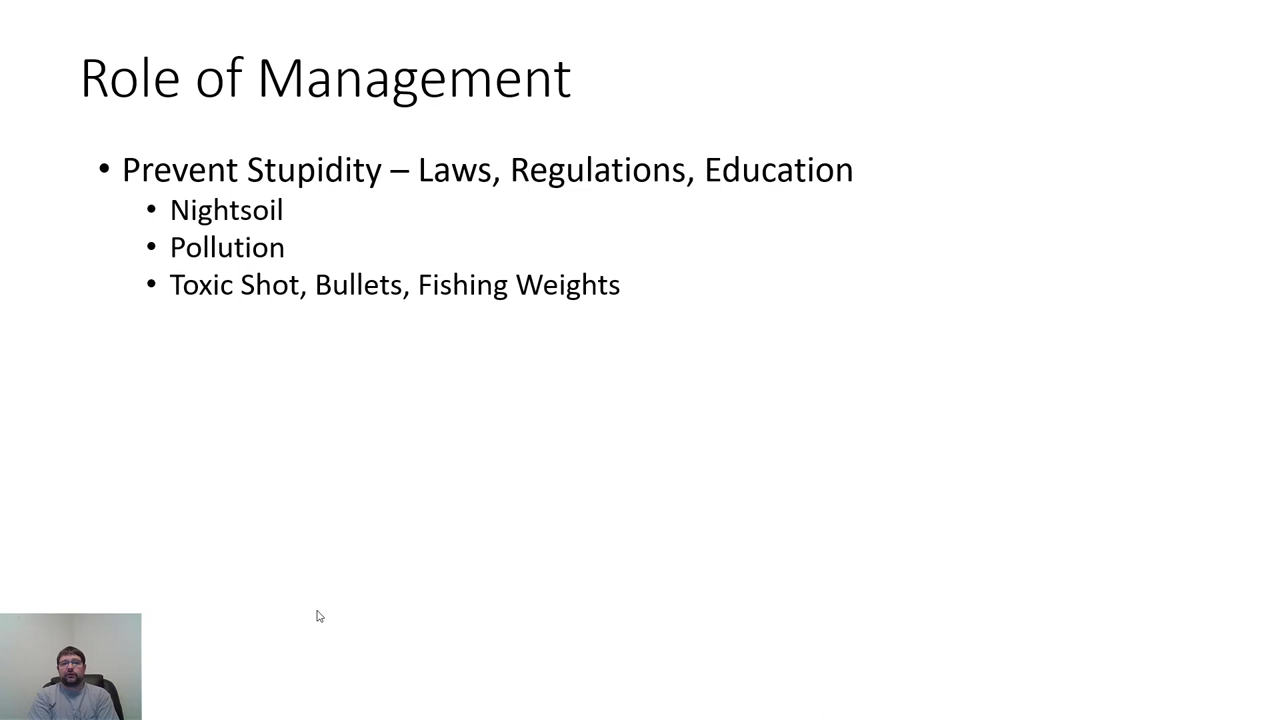 Role of Management
• Prevent Stupidity – Laws, Regulations, Education
• Nightsoil
• Pollution
• Toxic Shot, Bullets, Fishing Weights